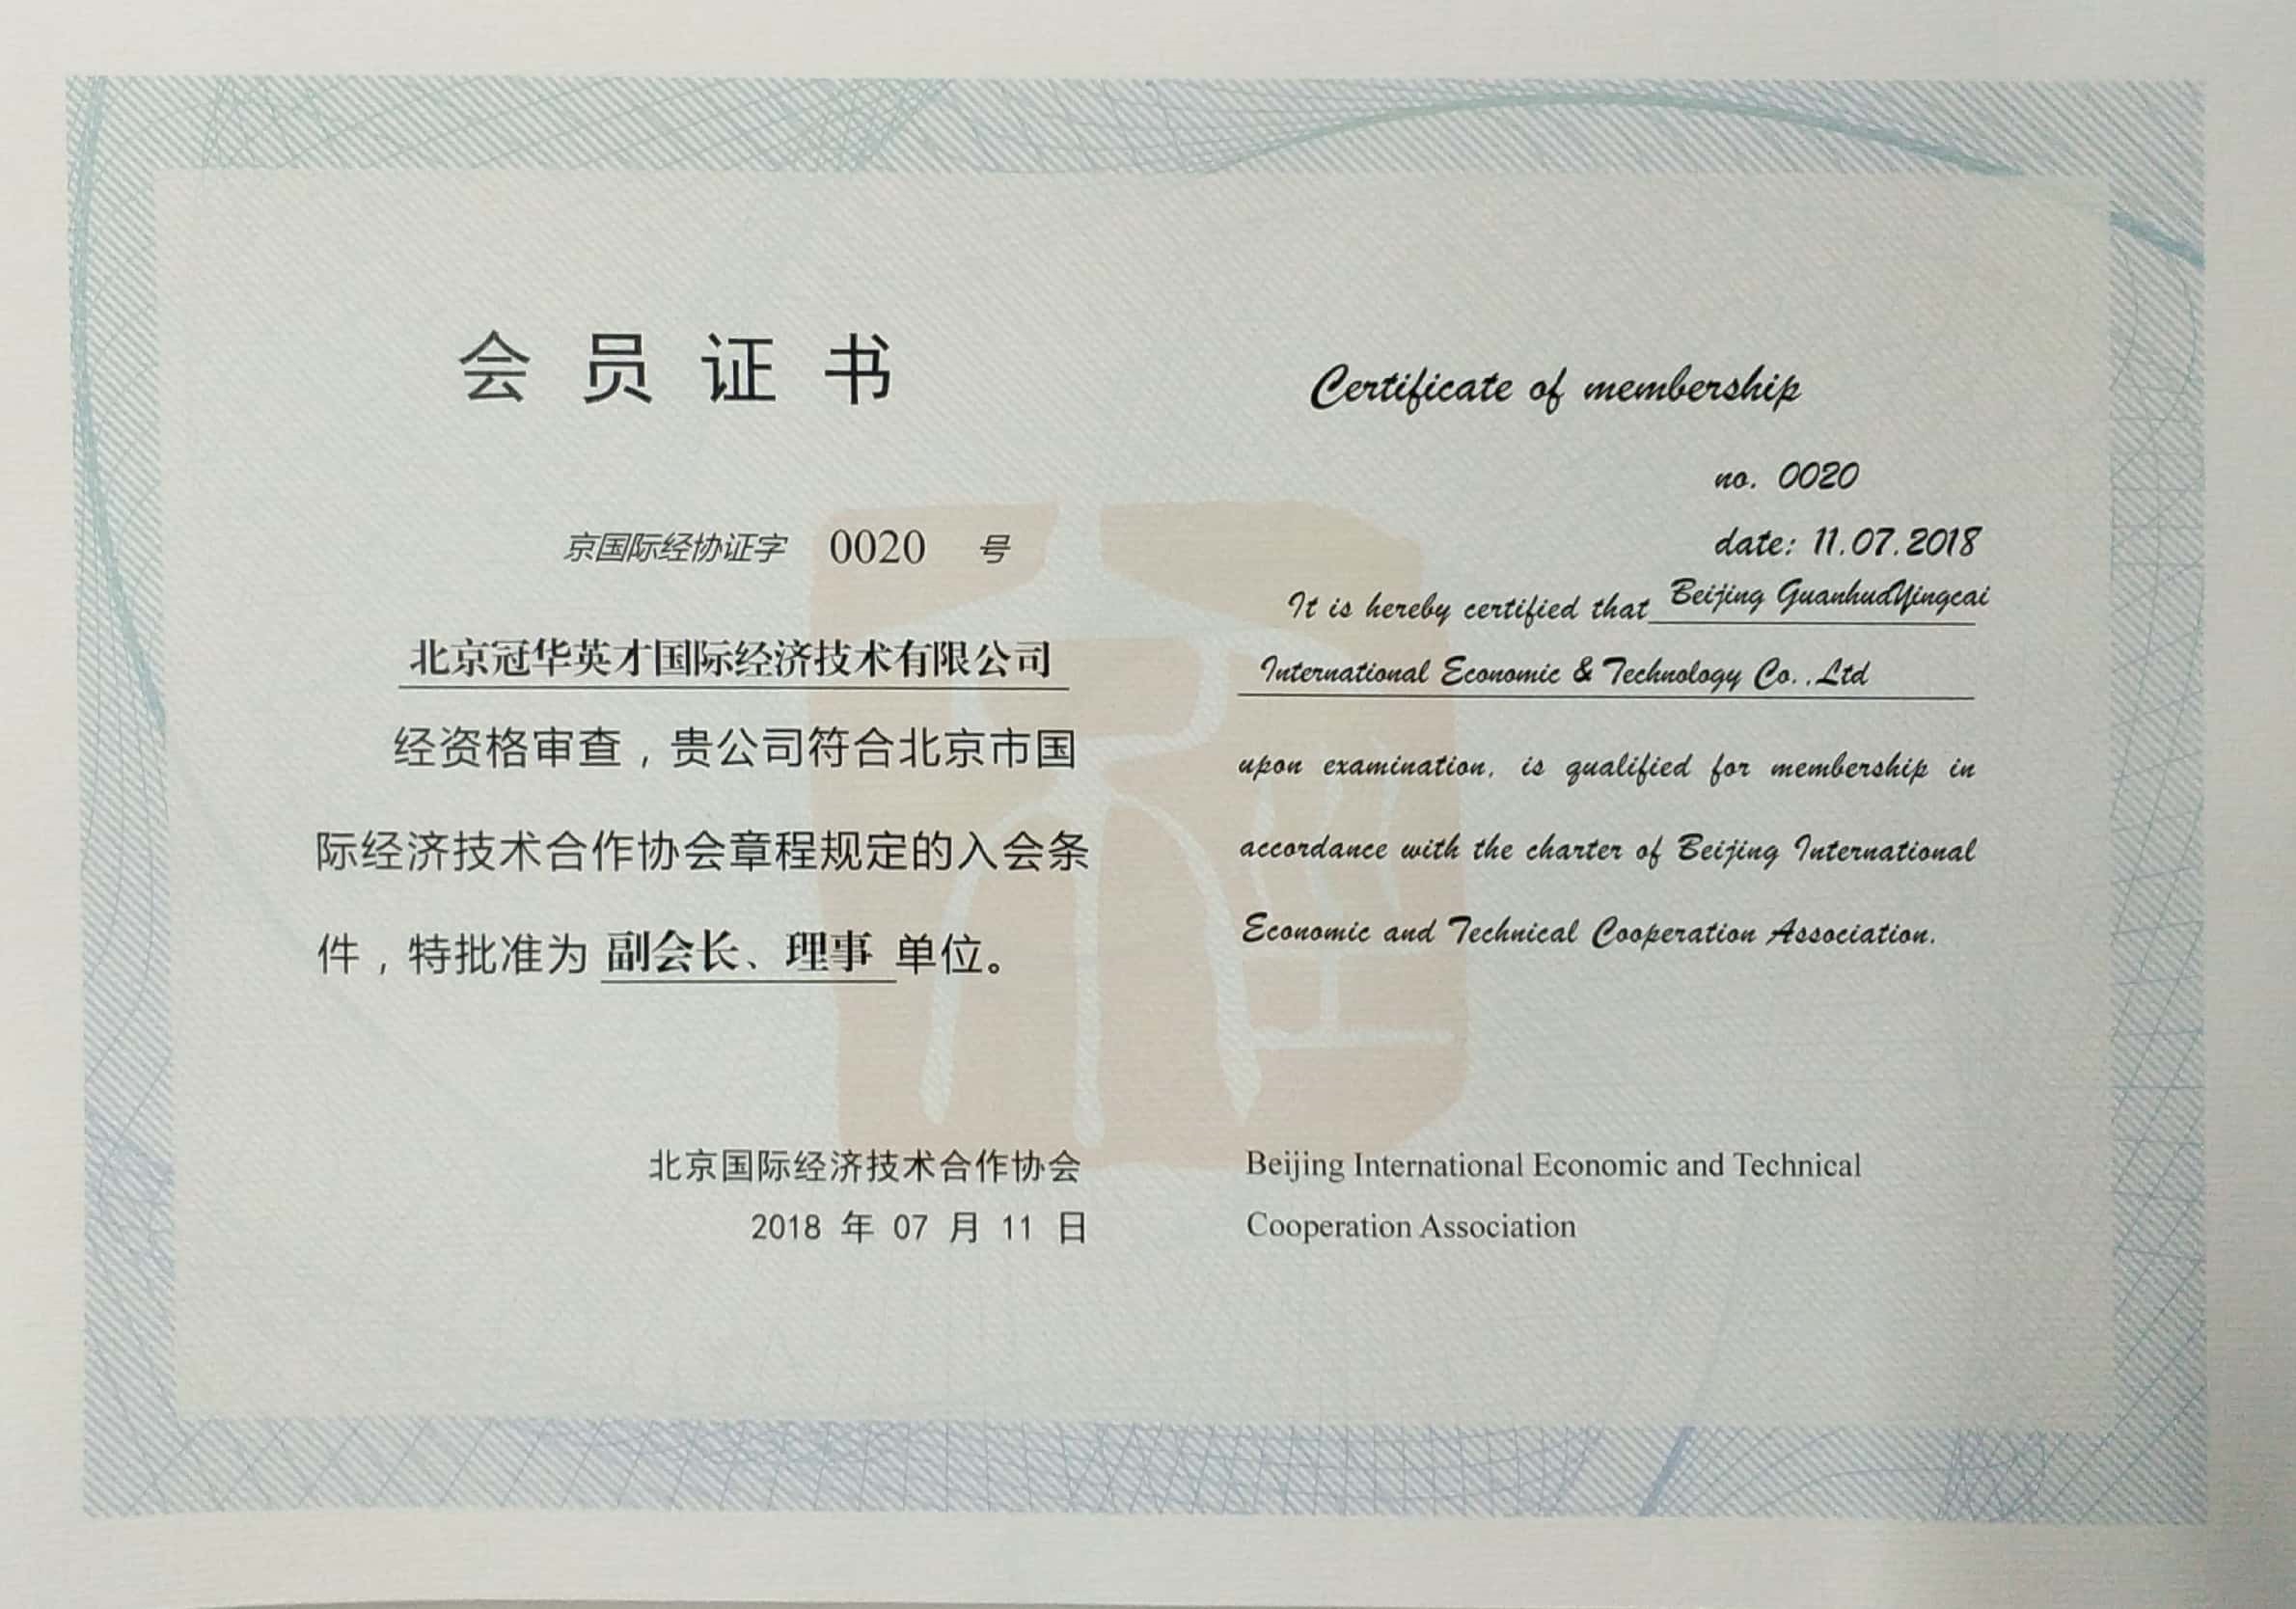 会员证书
京国际经协证字 0020 号
北京冠华英才国际经济技术有限公司
经资格审查，贵公司符合北京市国
际经济技术合作协会章程规定的入会条
件，特批准为 副会长、理事 单位。
北京国际经济技术合作协会
2018 年 07 月 11 日
Certificate of membership
no. 0020
date: 11.07.2018
It is hereby certified that Beijing GuanhuaYingcai
International Economic & Technology Co.,Ltd
upon examination, is qualified for membership in
accordance with the charter of Beijing International
Economic and Technical Cooperation Association.
Beijing International Economic and Technical
Cooperation Association